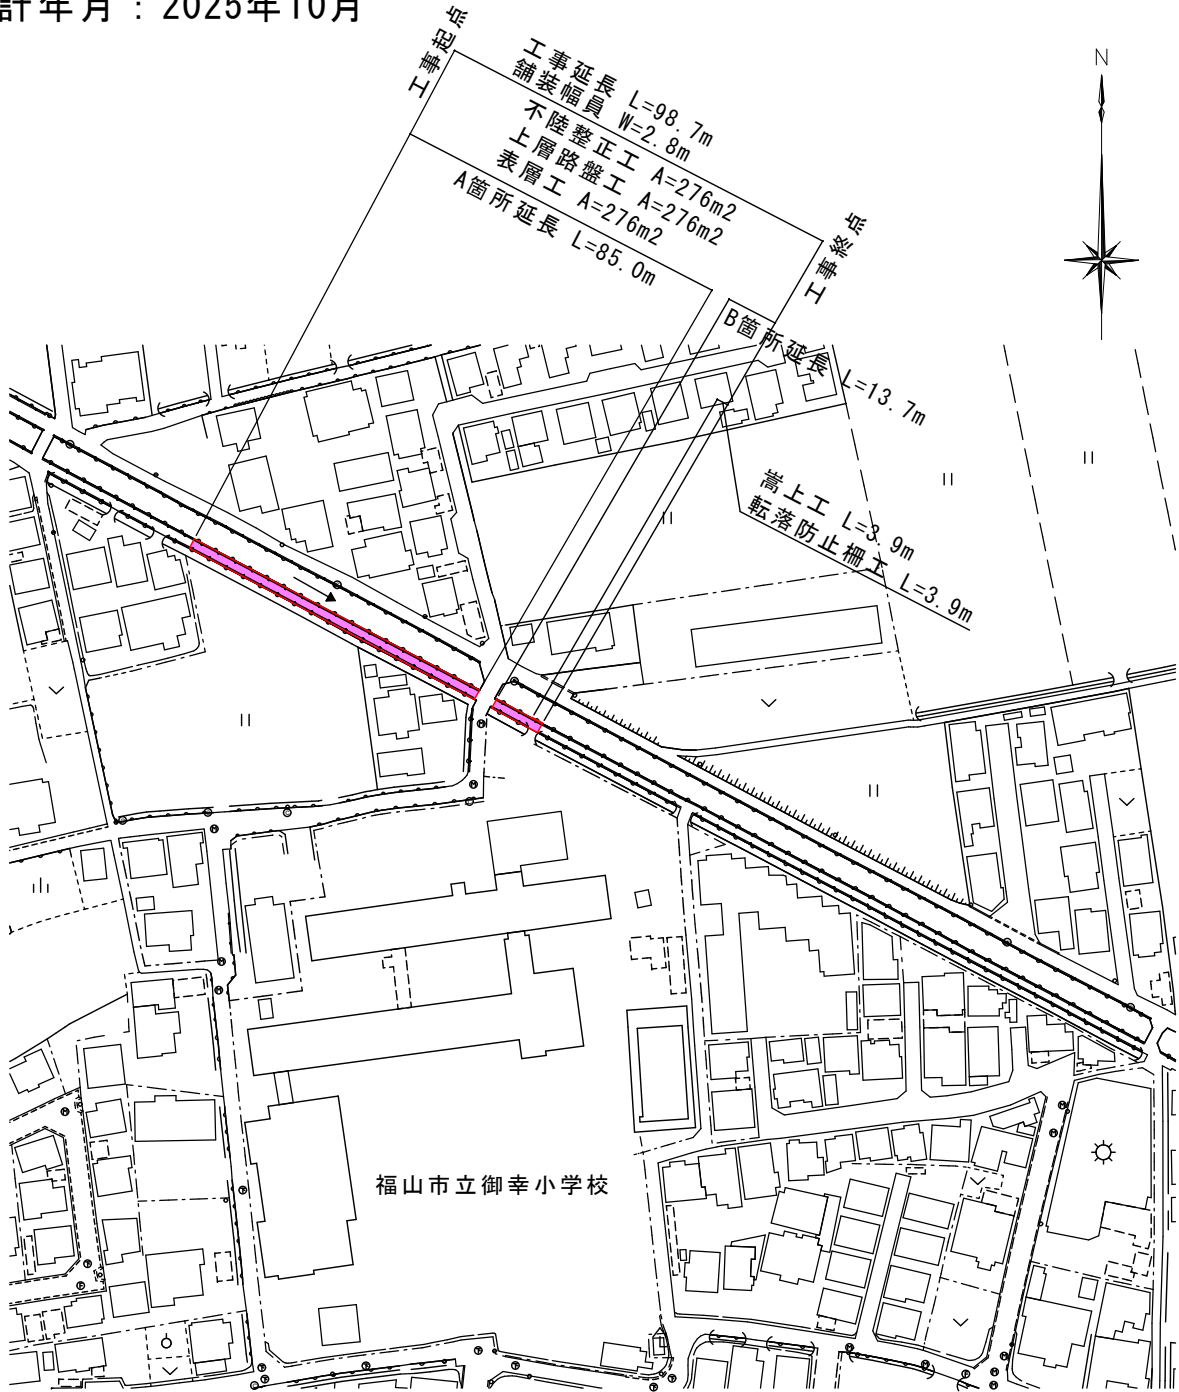 計年月：2025年10月
工事起点
工事延長 L=98.7m
舗装幅員 W=2.8m
不陸整正工 A=276m2
上層路盤工 A=276m2
表層工 A=276m2
A箇所延長 L=85.0m
工事終点
N
B箇所延長 L=13.7m
嵩上工 L=3.9m
転落防止柵工 L=3.9m
福山市立御幸小学校